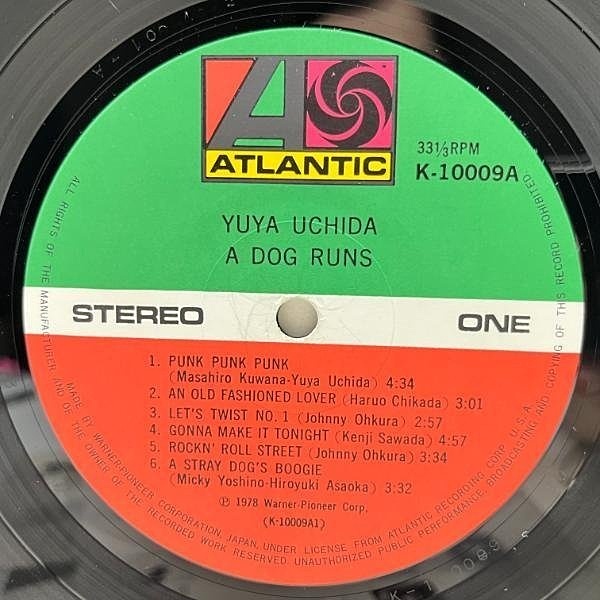 ATLANTIC
33⅓RPM
K-10009A
YUYA UCHIDA
A DOG RUNS
STEREO
ONE
1. PUNK PUNK PUNK
(Masahiro Kuwana-Yuya Uchida) 4:34
2. AN OLD FASHIONED LOVER (Haruo Chikada) 3:01
3. LET'S TWIST NO. 1 (Johnny Ohkura) 2:57
4. GONNA MAKE IT TONIGHT (Kenji Sawada) 4:57
5. ROCKN' ROLL STREET (Johnny Ohkura) 3:34
6. A STRAY DOG'S BOOGIE
(Micky Yoshino-Hiroyuki Asaoka) 3:32
Ⓟ 1978 Warner-Pioneer Corp.
(K-10009A1)
MADE BY WARNER-PIONEER CORPORATION, JAPAN, UNDER LICENSE FROM ATLANTIC RECORDING CORP. U.S.A.
ALL RIGHTS OF THE MANUFACTURER AND OF THE OWNER OF THE RECORDED WORK RESERVED. UNAUTHORIZED PUBLIC PERFORMANCE, BROADCASTING AND COPYING OF THIS RECORD PROHIBITED.